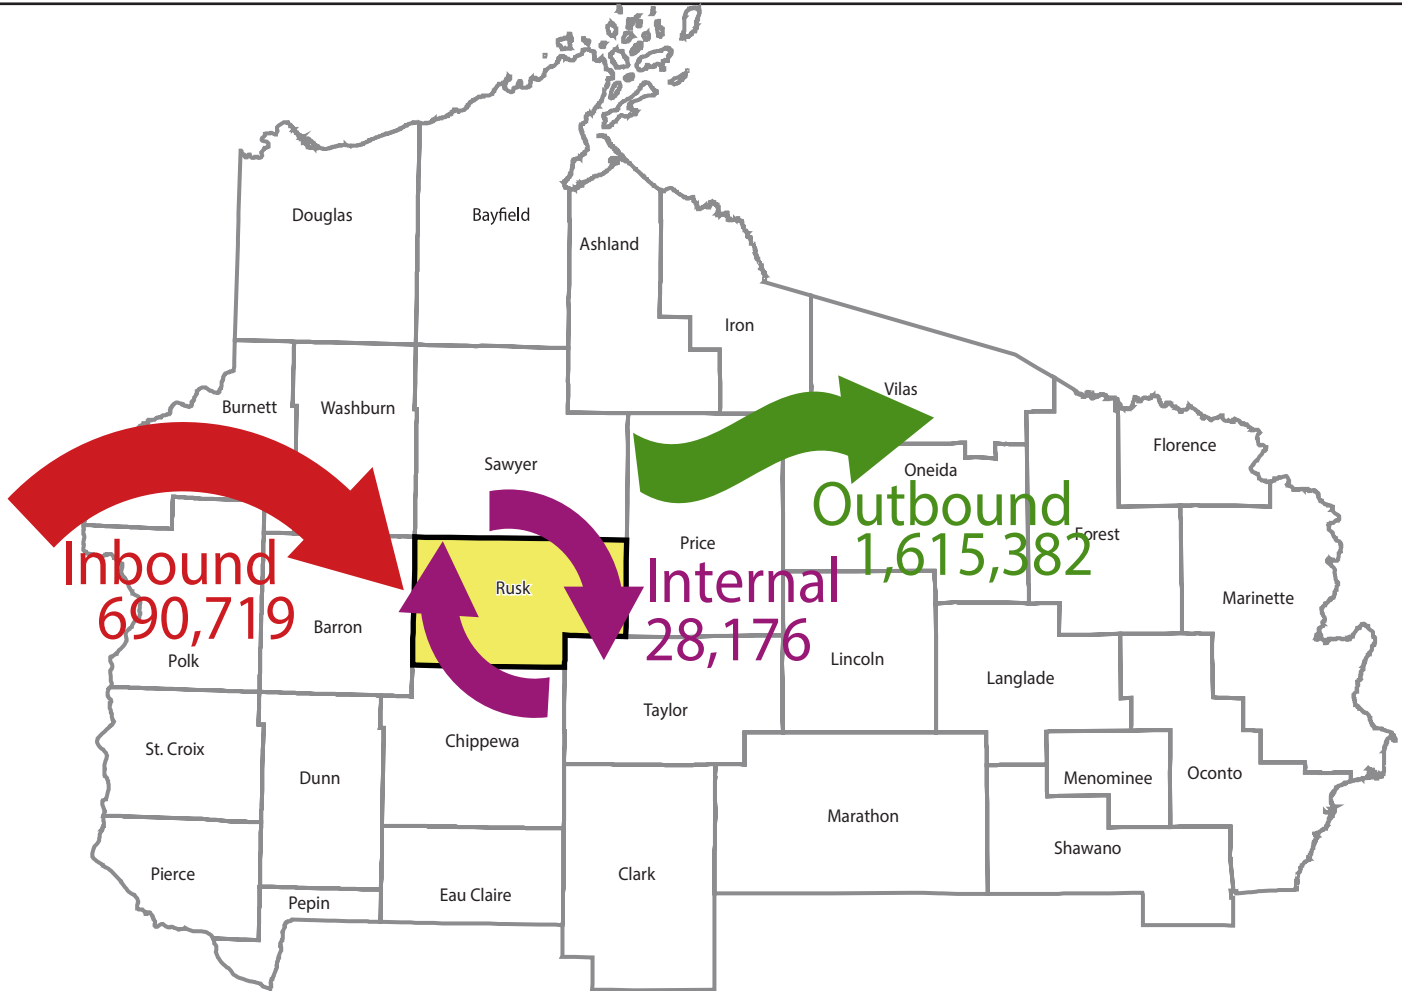 Douglas
Bayfield
Ashland
Iron
Vilas
Burnett
Washburn
Sawyer
Florence
Oneida
Outbound
1,615,382
Forest
Price
Inbound
690,719
Rusk
Internal
28,176
Marinette
Barron
Polk
Lincoln
Langlade
Taylor
St. Croix
Chippewa
Dunn
Menominee
Oconto
Marathon
Shawano
Pierce
Clark
Eau Claire
Pepin